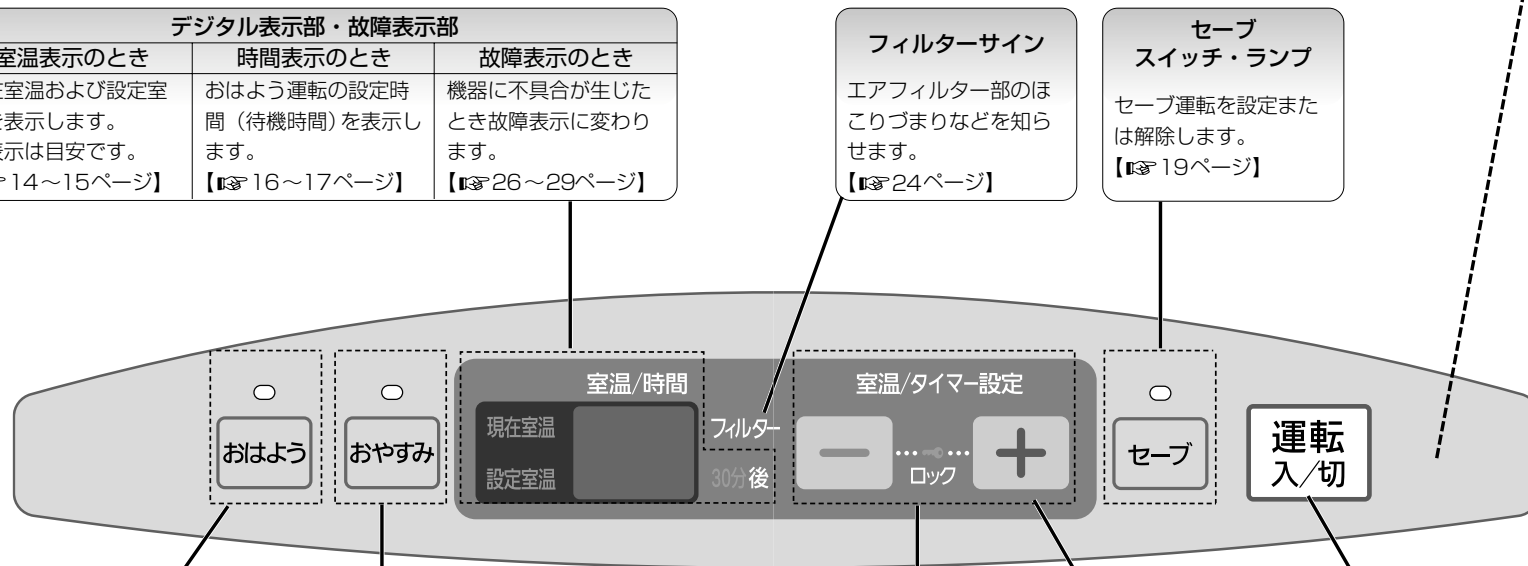 デジタル表示部・故障表示部
室温表示のとき
室温および設定室
表示します。
表示は目安です。
14～15ページ】
時間表示のとき
おはよう運転の設定時
間（待機時間）を表示し
ます。
【☞16～17ページ】
故障表示のとき
機器に不具合が生じた
とき故障表示に変わり
ます。
【☞26～29ページ】
フィルターサイン
エアフィルター部のほ
こりづまりなどを知ら
せます。
【☞24ページ】
セーブ
スイッチ・ランプ
セーブ運転を設定また
は解除します。
【☞19ページ】
おはよう
おやすみ
室温/時間
現在室温
設定室温
フィルター
30分後
室温/タイマー設定
ロック
セーブ
運転
入/切